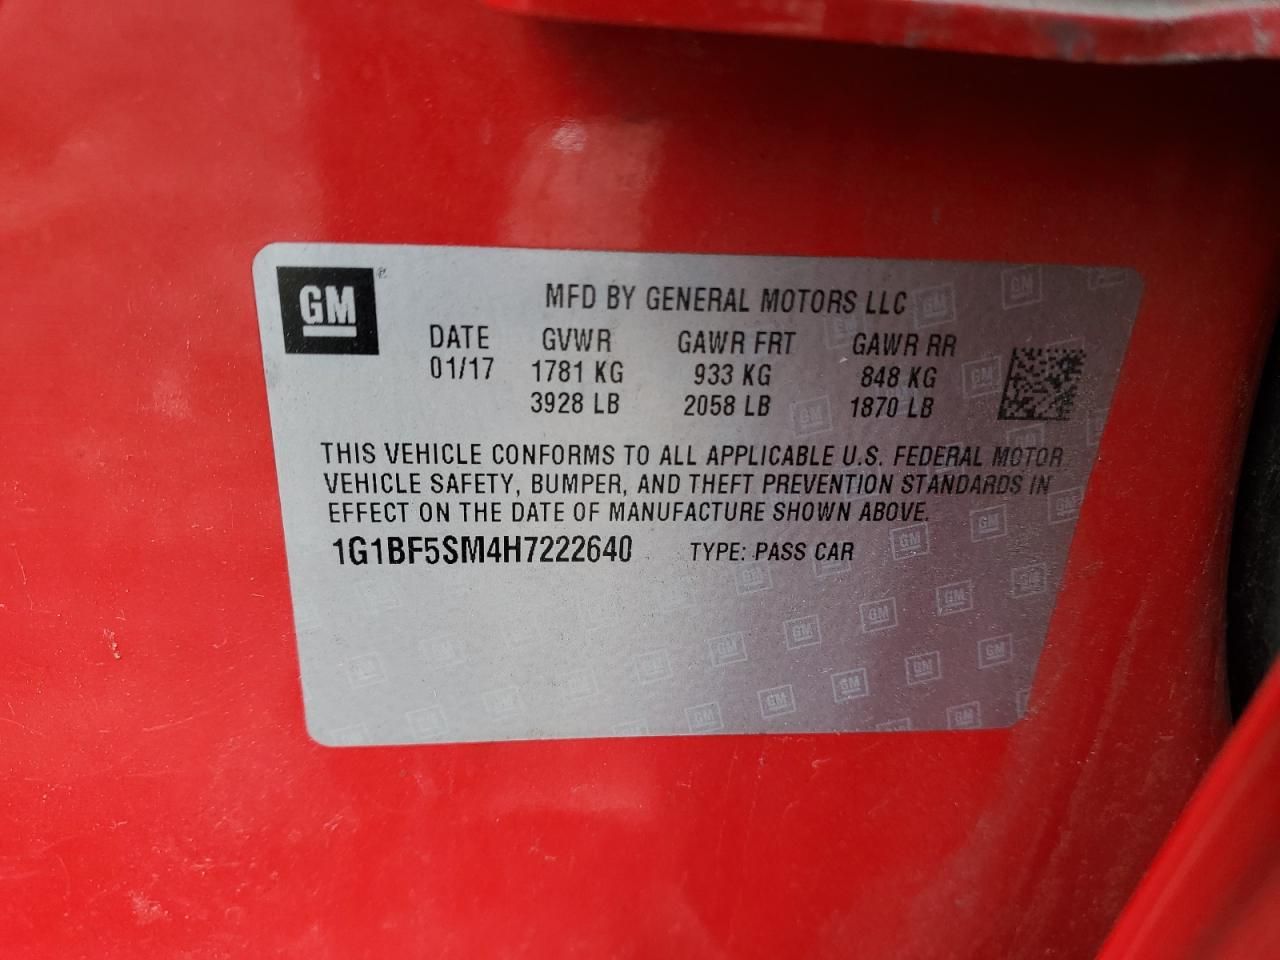 GM
MFD BY GENERAL MOTORS LLC
DATE GVWR GAWR FRT GAWR RR
01/17 1781 KG 933 KG 848 KG
3928 LB 2058 LB 1870 LB
THIS VEHICLE CONFORMS TO ALL APPLICABLE U.S. FEDERAL MOTOR
VEHICLE SAFETY, BUMPER, AND THEFT PREVENTION STANDARDS IN
EFFECT ON THE DATE OF MANUFACTURE SHOWN ABOVE.
1G1BF5SM4H7222640 TYPE: PASS CAR